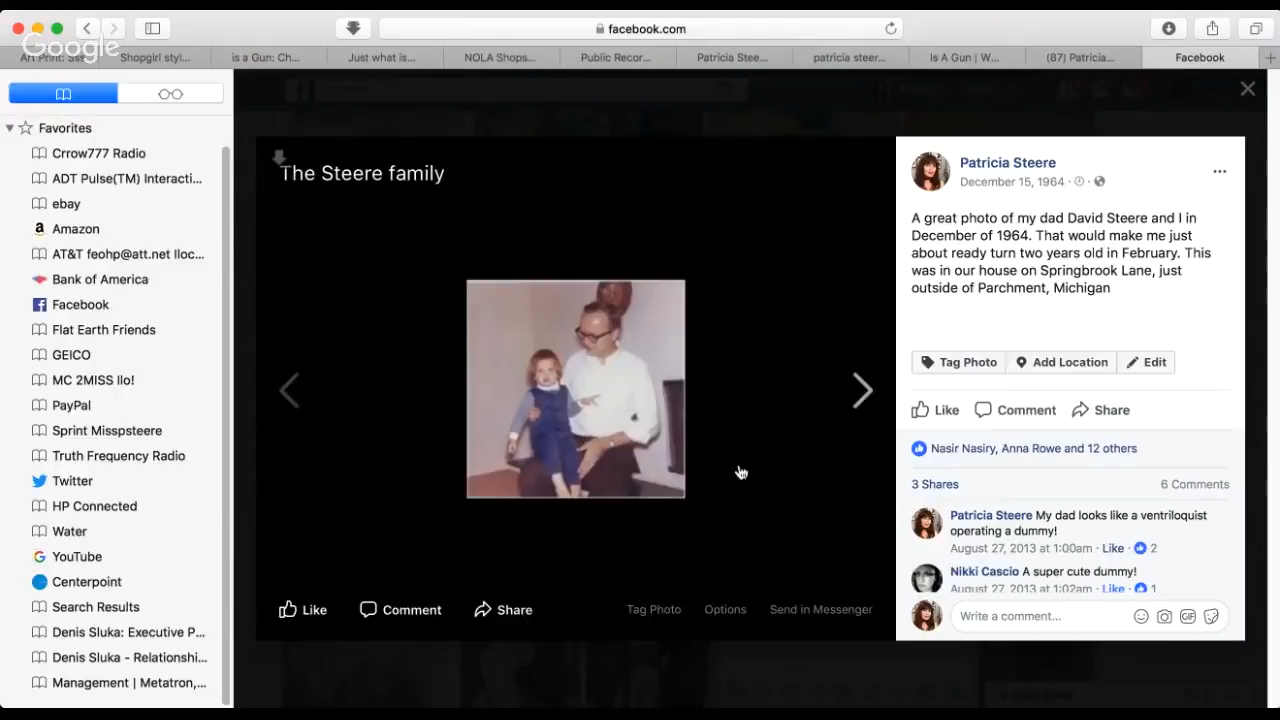 facebook.com
Google
Art Print: Sss
Shopgirl styl...
is a Gun: Ch...
Just what is...
NOLA Shops...
Public Recor...
Patricia Stee...
patricia steer...
Is A Gun | W...
(87) Patricia...
Facebook
Favorites
Crrow777 Radio
ADT Pulse(TM) Interacti...
ebay
Amazon
AT&T feohp@att.net lloc...
Bank of America
Facebook
Flat Earth Friends
GEICO
MC 2MISS llo!
PayPal
Sprint Misspsteere
Truth Frequency Radio
Twitter
HP Connected
Water
YouTube
Centerpoint
Search Results
Denis Sluka: Executive P...
Denis Sluka - Relationshi...
Management | Metatron,...
The Steere family
Like
Comment
Share
Tag Photo
Options
Send in Messenger
Patricia Steere
December 15, 1964
A great photo of my dad David Steere and I in
December of 1964. That would make me just
about ready turn two years old in February. This
was in our house on Springbrook Lane, just
outside of Parchment, Michigan
Tag Photo
Add Location
Edit
Like
Comment
Share
Nasir Nasiry, Anna Rowe and 12 others
3 Shares
6 Comments
Patricia Steere My dad looks like a ventriloquist
operating a dummy!
August 27, 2013 at 1:00am · Like · 2
Nikki Cascio A super cute dummy!
August 27, 2013 at 1:02am · Like · 1
Write a comment...
GIF